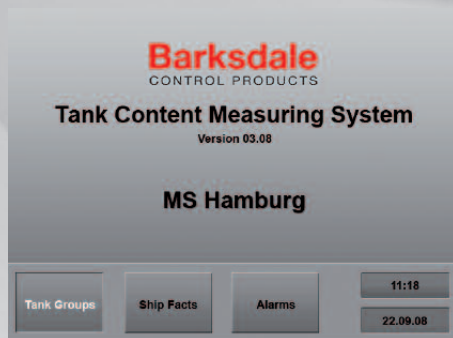 Barksdale
CONTROL PRODUCTS
Tank Content Measuring System
Version 03.08
MS Hamburg
Tank Groups
Ship Facts
Alarms
11:18
22.09.08